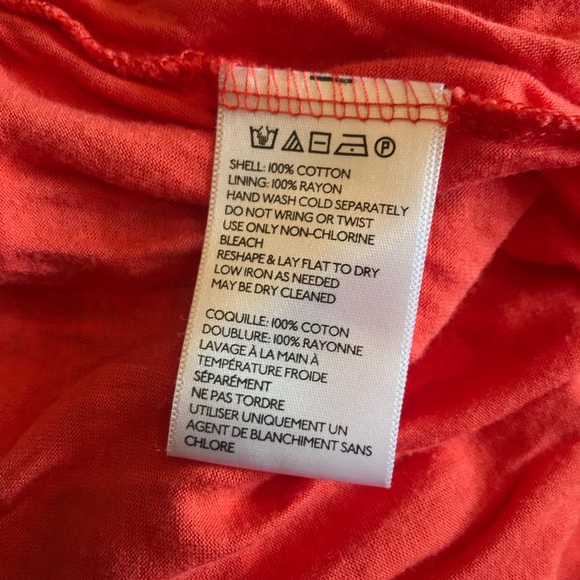 P
SHELL: 100% COTTON
LINING: 100% RAYON
HAND WASH COLD SEPARATELY
DO NOT WRING OR TWIST
USE ONLY NON-CHLORINE
BLEACH
RESHAPE & LAY FLAT TO DRY
LOW IRON AS NEEDED
MAY BE DRY CLEANED
COQUILLE: 100% COTON
DOUBLURE: 100% RAYONNE
LAVAGE À LA MAIN À
TEMPÉRATURE FROIDE
SÉPARÉMENT
NE PAS TORDRE
UTILISER UNIQUEMENT UN
AGENT DE BLANCHIMENT SANS
CHLORE